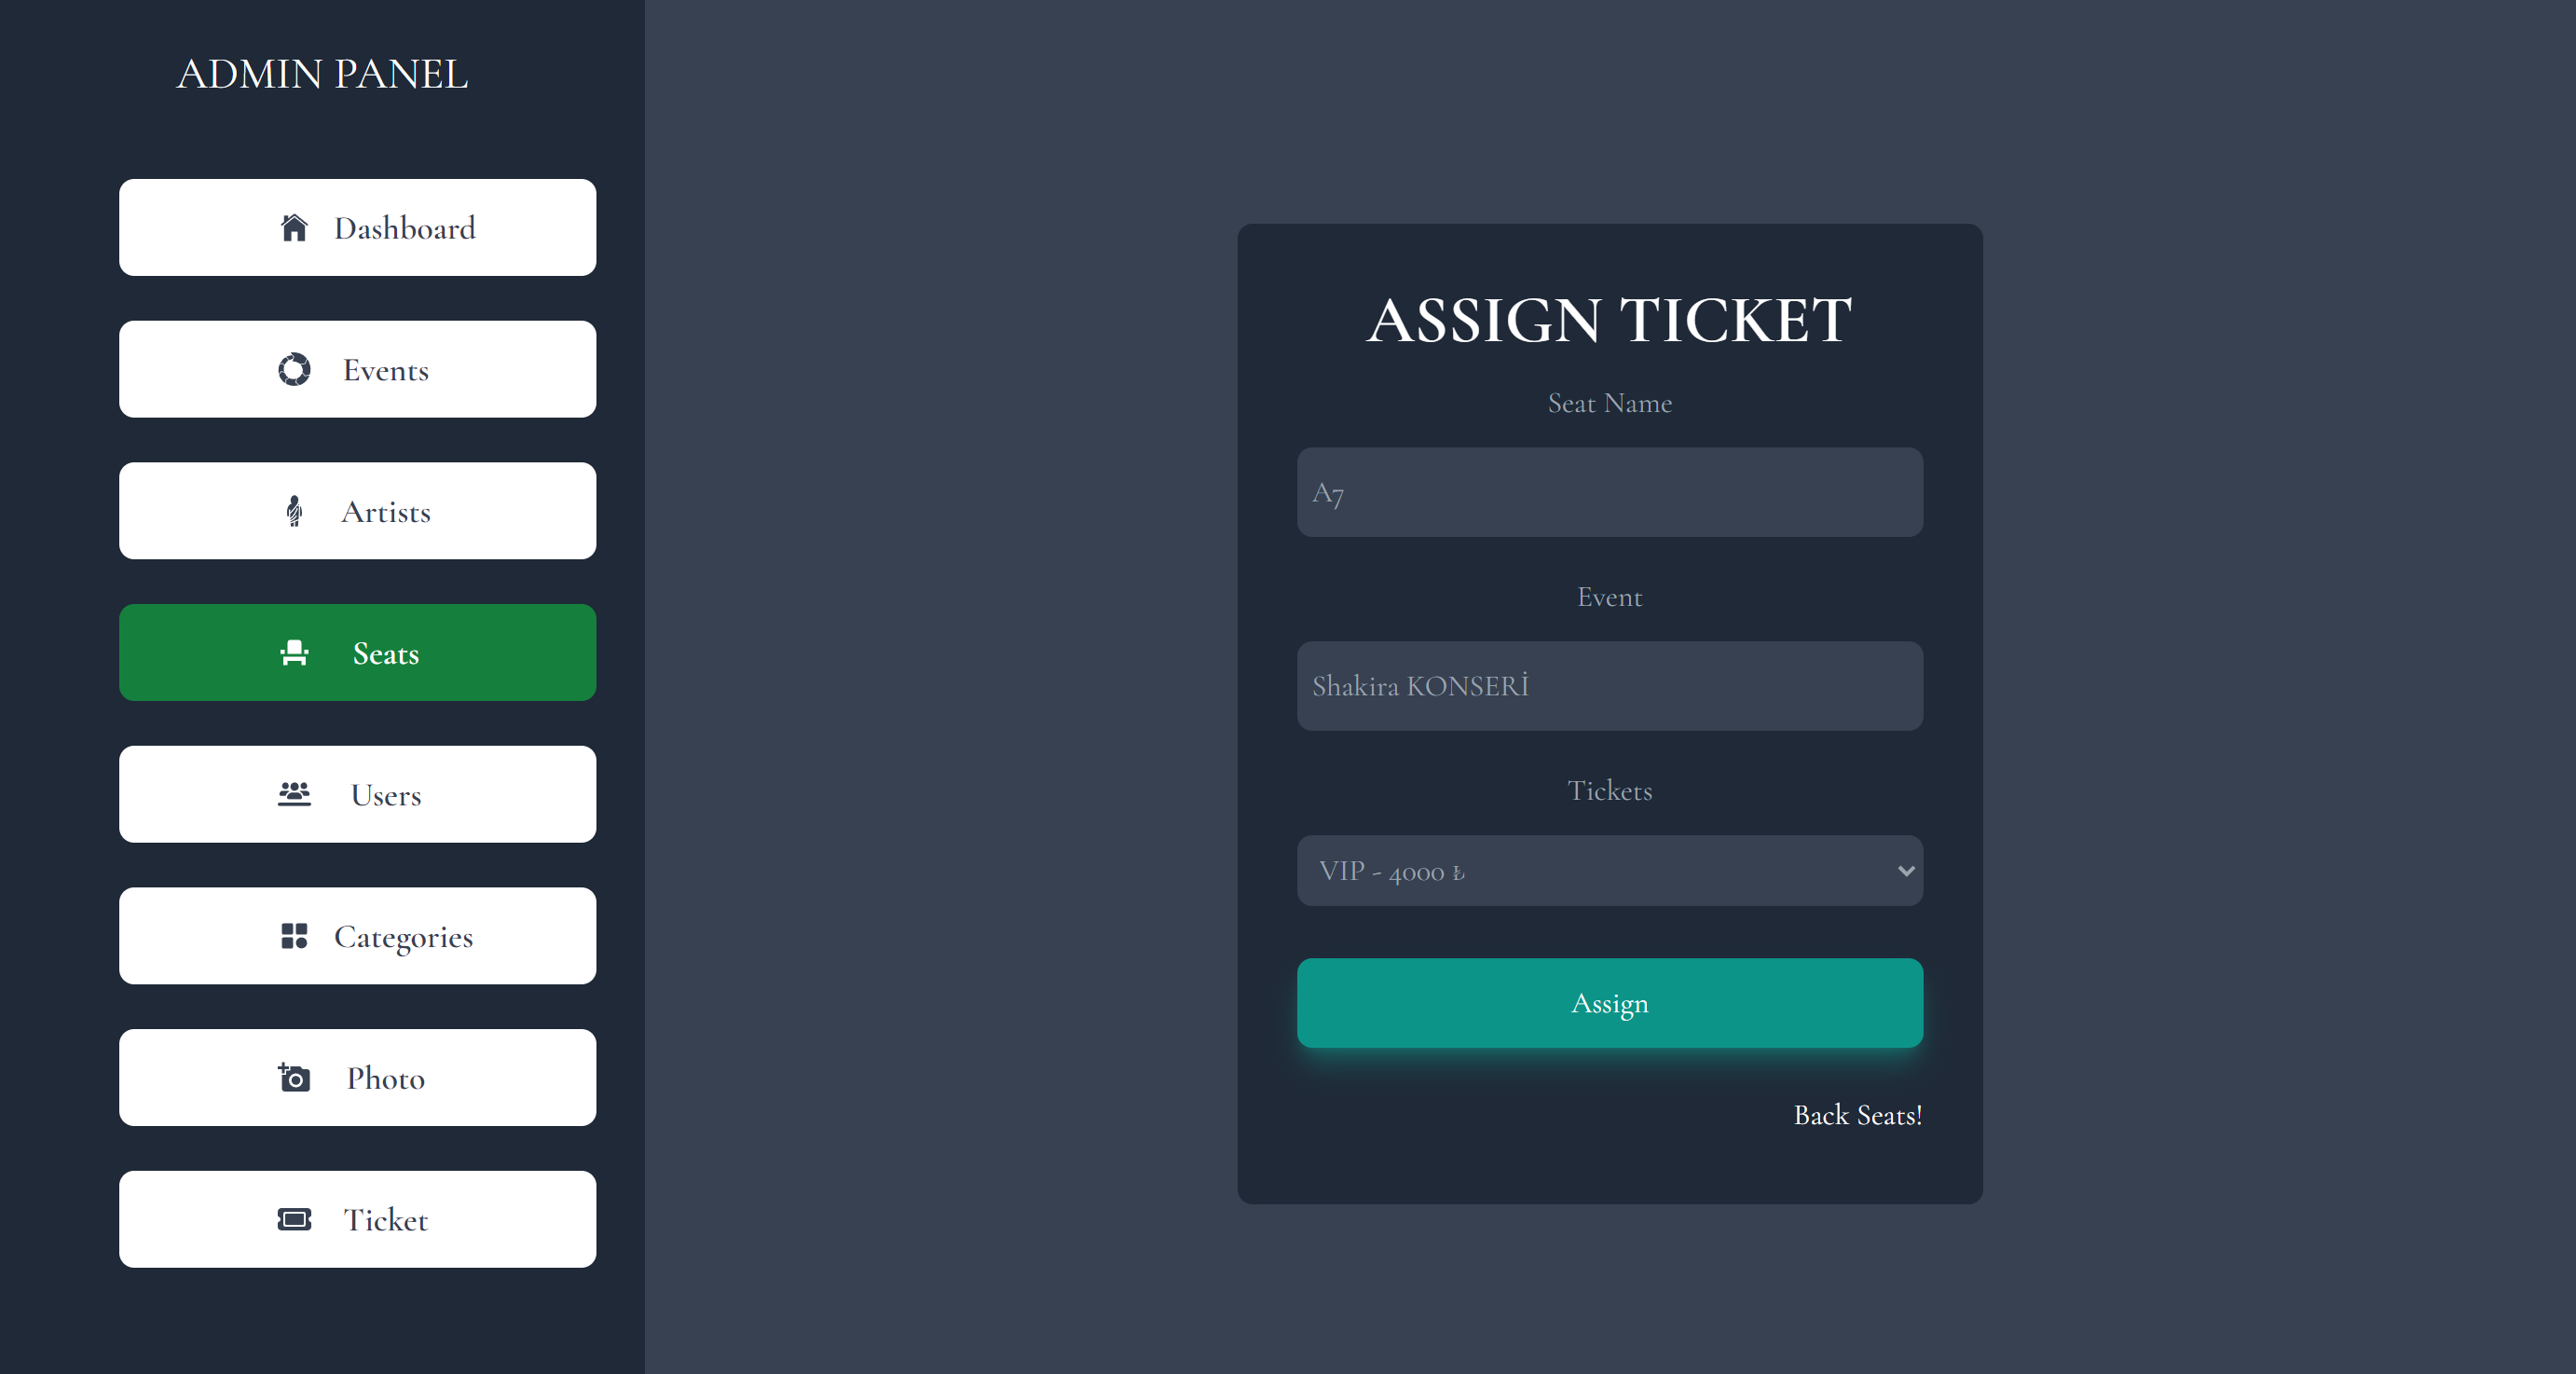 ADMIN PANEL
Dashboard
Events
Artists
Seats
Users
Categories
Photo
Ticket
ASSIGN TICKET
Seat Name
A7
Event
Shakira KONSERİ
Tickets
VIP - 4000 ₺
Assign
Back Seats!